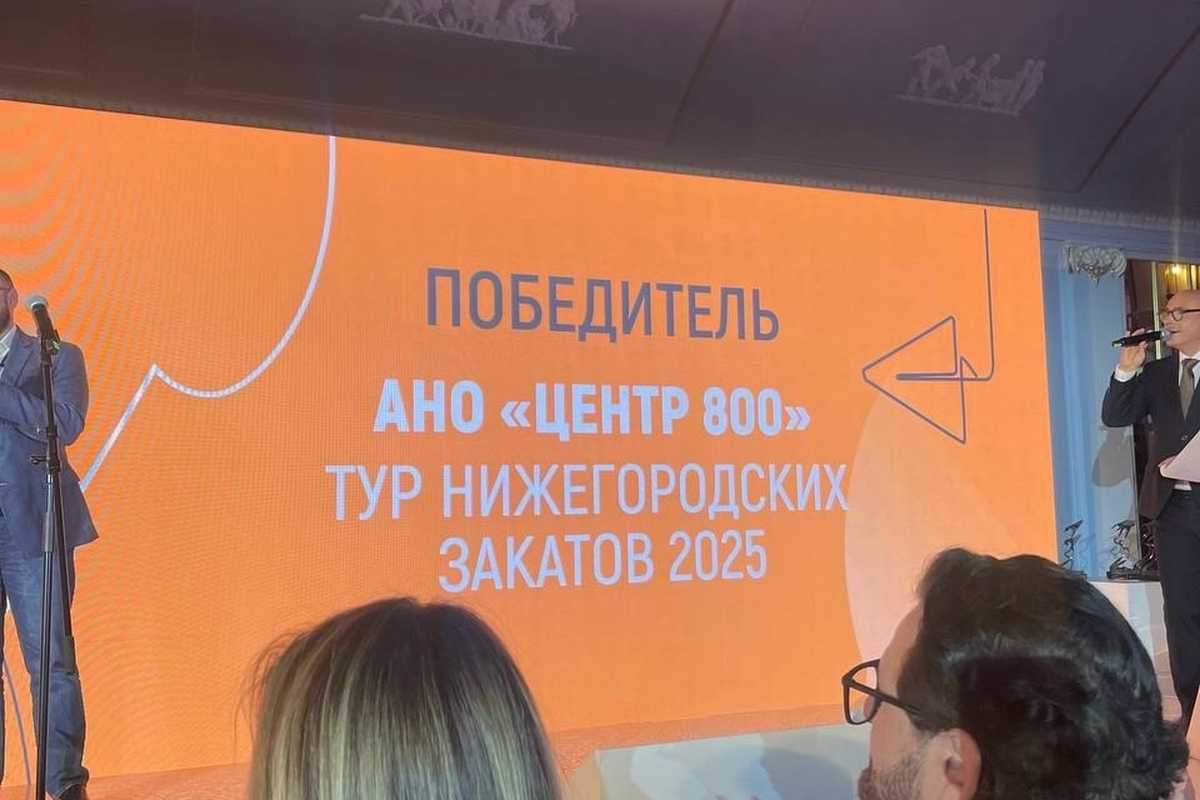 ПОБЕДИТЕЛЬ
АНО «ЦЕНТР 800»
ТУР НИЖЕГОРОДСКИХ
ЗАКАТОВ 2025